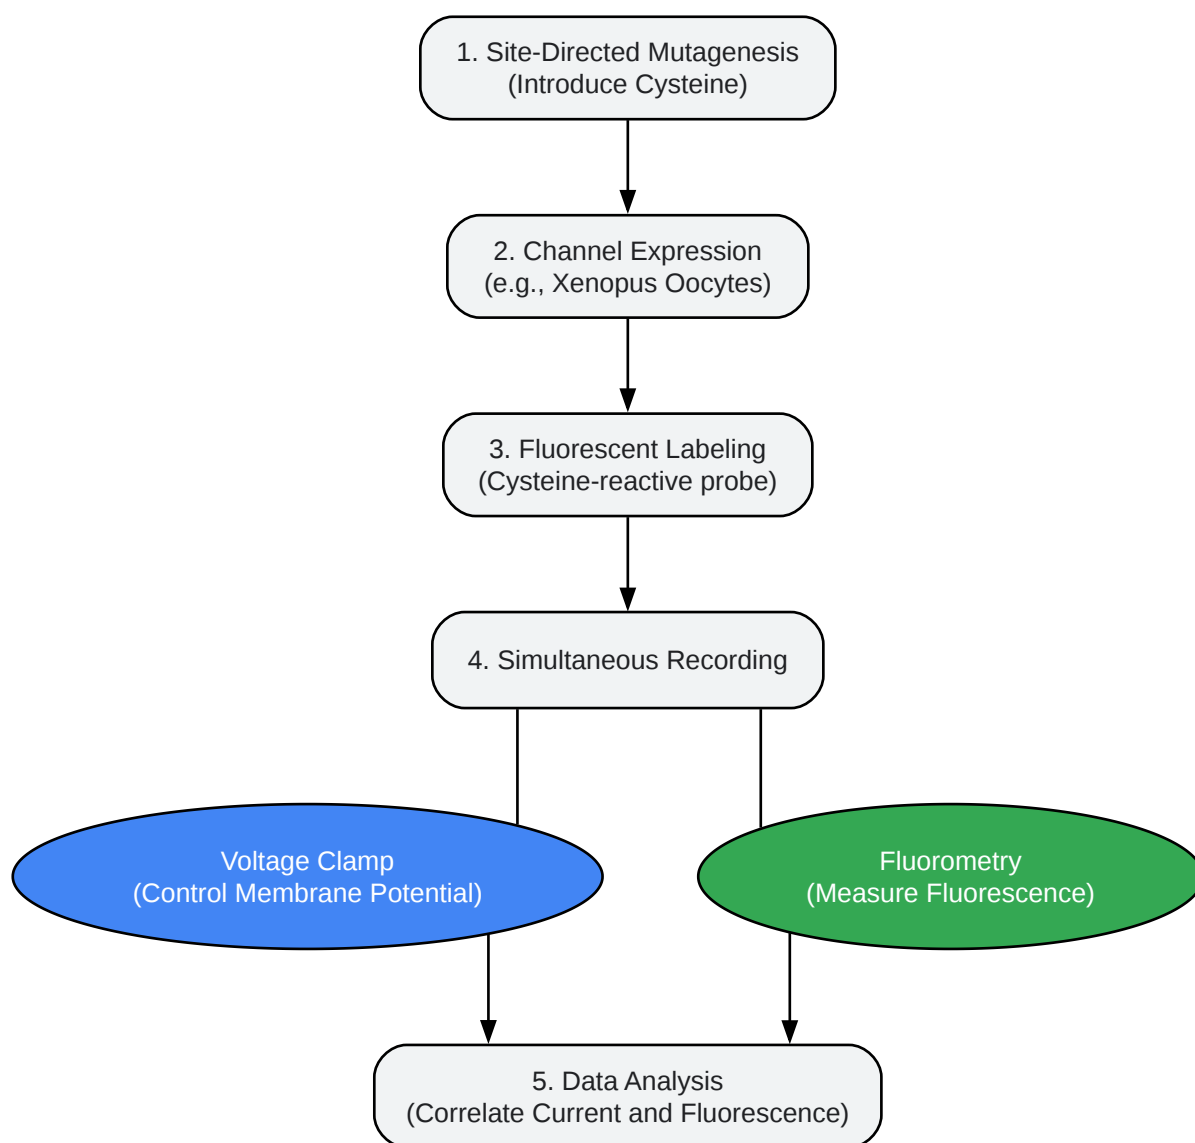 1. Site-Directed Mutagenesis
(Introduce Cysteine)
2. Channel Expression
(e.g., Xenopus Oocytes)
3. Fluorescent Labeling
(Cysteine-reactive probe)
4. Simultaneous Recording
Voltage Clamp
(Control Membrane Potential)
Fluorometry
(Measure Fluorescence)
5. Data Analysis
(Correlate Current and Fluorescence)